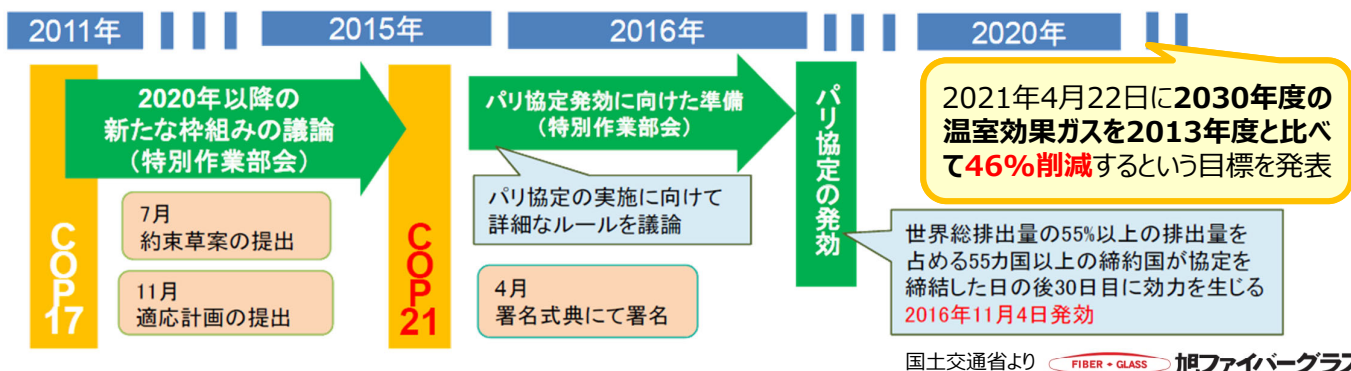 2011年
2015年
2016年
2020年
COP17
2020年以降の
新たな枠組みの議論
(特別作業部会)
7月
約束草案の提出
11月
適応計画の提出
COP21
パリ協定発効に向けた準備
(特別作業部会)
パリ協定の実施に向けて
詳細なルールを議論
4月
署名式典にて署名
パリ協定の発効
2021年4月22日に2030年度の
温室効果ガスを2013年度と比べ
て46%削減するという目標を発表
世界総排出量の55%以上の排出量を
占める55カ国以上の締約国が協定を
締結した日の後30日目に効力を生じる
2016年11月4日発効
国土交通省より
FIBER・GLASS
旭ファイバーグラス